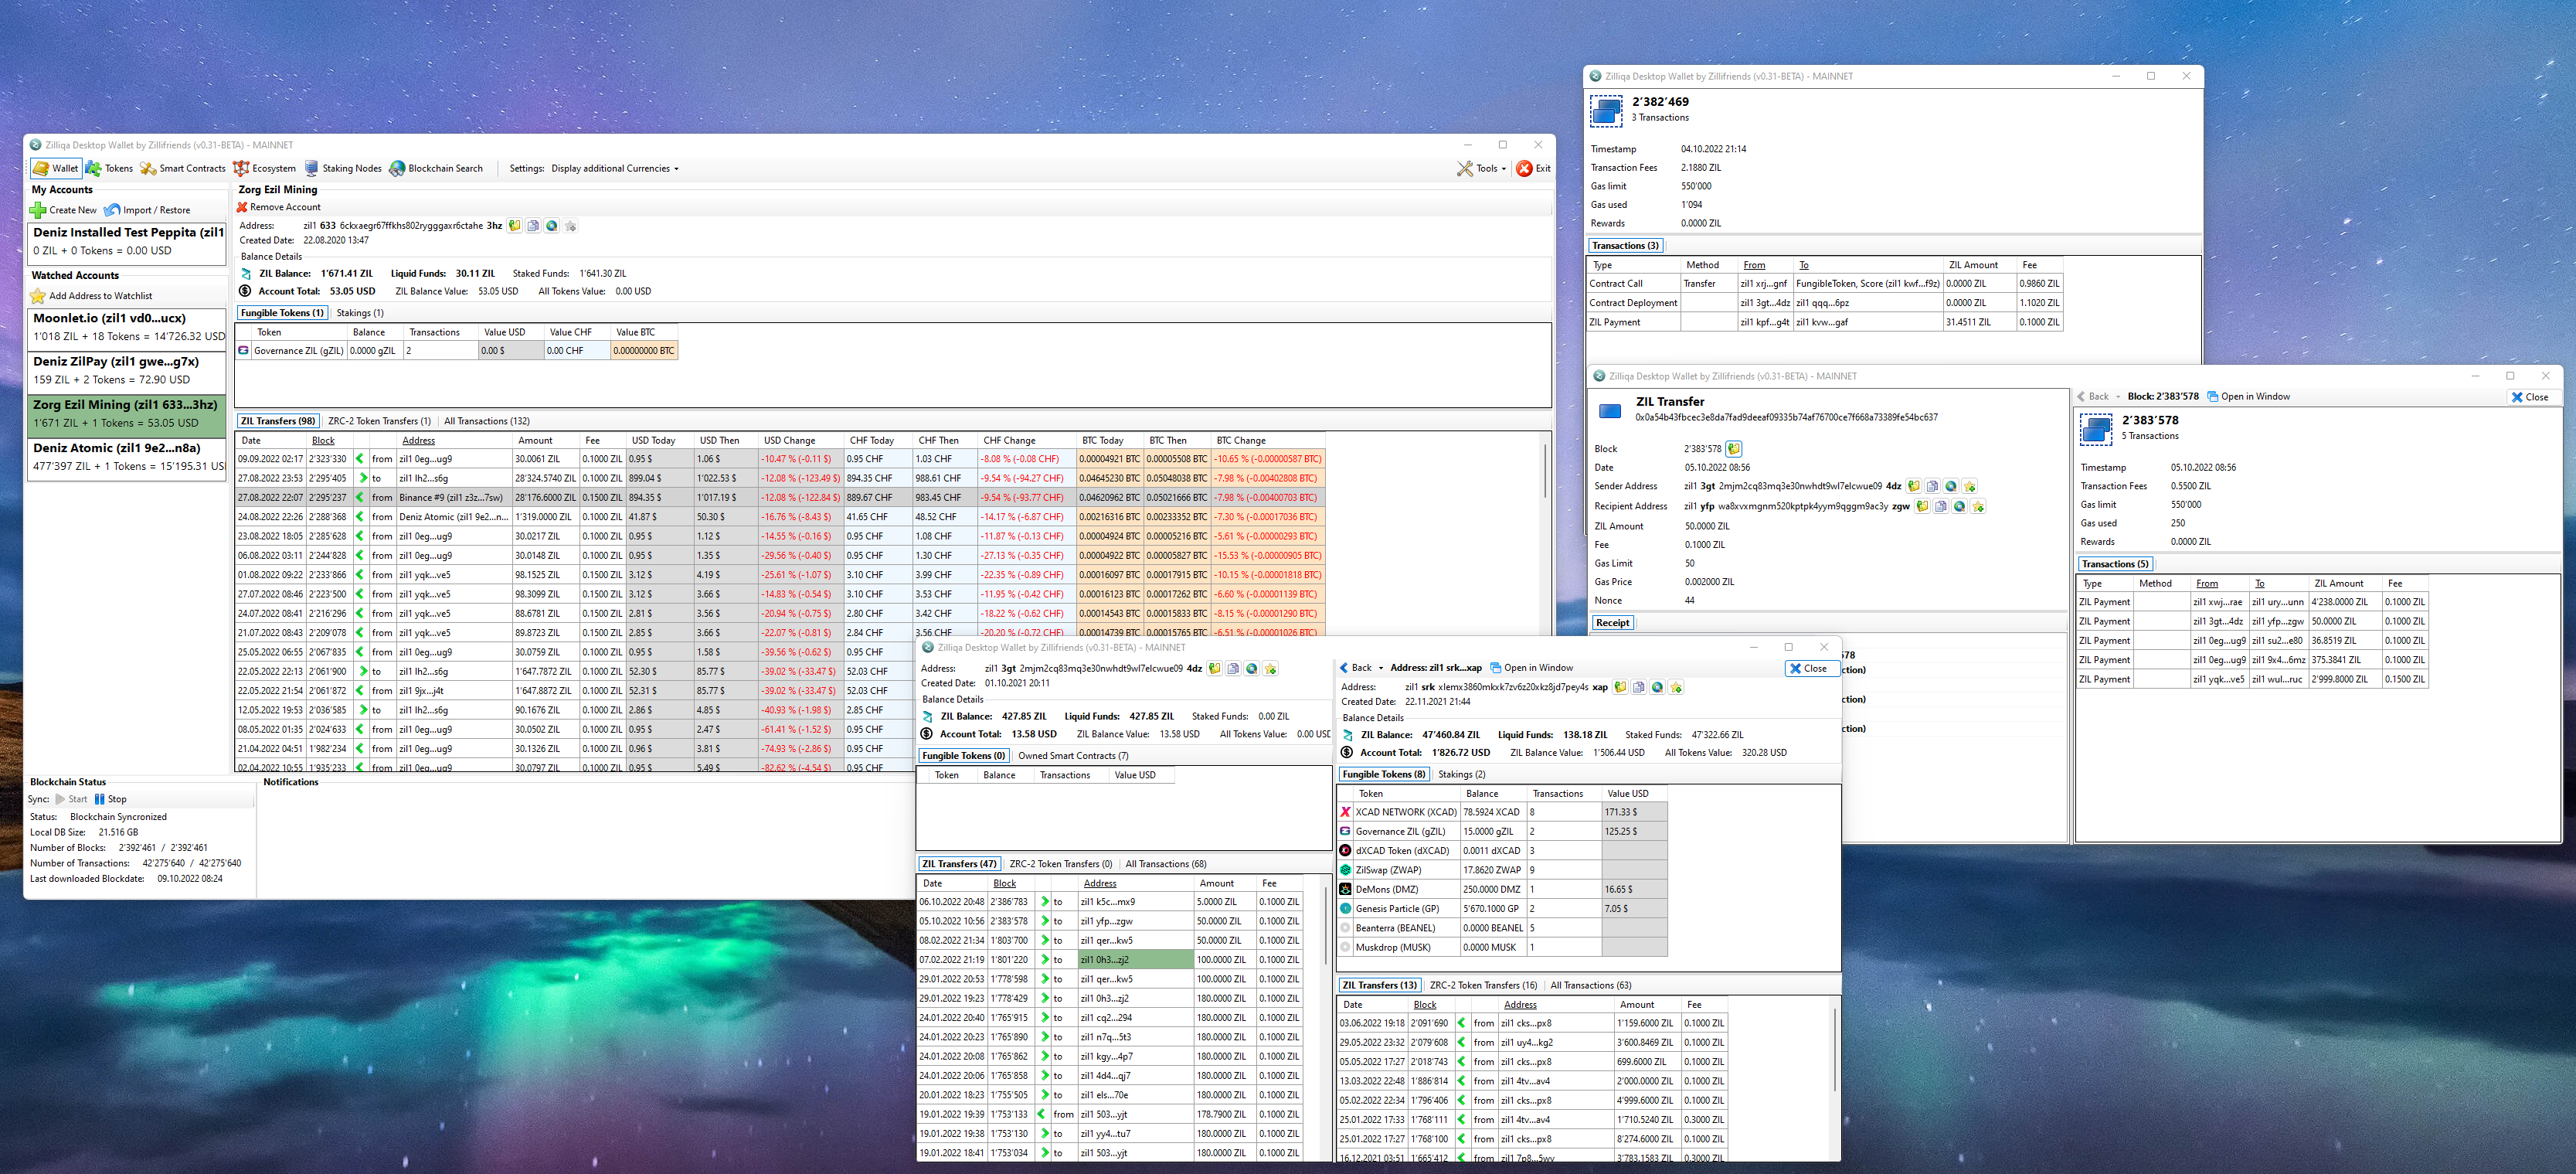 Zilliqa Desktop Wallet by Zillifriends (v0.31-BETA) - MAINNET
Wallet Tokens Smart Contracts Ecosystem Staking Nodes Blockchain Search Settings: Display additional Currencies Tools Exit
My Accounts
Create New Import / Restore
Deniz Installed Test Peppita (zil1
0 ZIL + 0 Tokens = 0.00 USD
Watched Accounts
Add Address to Watchlist
Moonlet.io (zil1 vd0...ucx)
1'018 ZIL + 18 Tokens = 14'726.32 USD
Deniz ZilPay (zil1 gwe...g7x)
159 ZIL + 2 Tokens = 72.90 USD
Zorg Ezil Mining (zil1 633...3hz)
1'671 ZIL + 1 Tokens = 53.05 USD
Deniz Atomic (zil1 9e2...n8a)
477'397 ZIL + 1 Tokens = 15'195.31 USD
Zorg Ezil Mining
Remove Account
Address: zil1 633 6ckxaegr67ffkhs802rygggaxr6ctahe 3hz
Created Date: 22.08.2020 13:47
Balance Details
ZIL Balance: 1'671.41 ZIL Liquid Funds: 30.11 ZIL Staked Funds: 1'641.30 ZIL
Account Total: 53.05 USD ZIL Balance Value: 53.05 USD All Tokens Value: 0.00 USD
Fungible Tokens (1) Stakings (1)
Token Balance Transactions Value USD Value CHF Value BTC
Governance ZIL (gZIL) 0.0000 gZIL 2 0.00 $ 0.00 CHF 0.00000000 BTC
ZIL Transfers (98) ZRC-2 Token Transfers (1) All Transactions (132)
Date Block Address Amount Fee USD Today USD Then USD Change CHF Today CHF Then CHF Change BTC Today BTC Then BTC Change
09.09.2022 02:17 2'323'330 from zil1 0eg...ug9 30.0061 ZIL 0.1000 ZIL 0.95 $ 1.06 $ -10.47 % (-0.11 $) 0.95 CHF 1.03 CHF -8.08 % (-0.08 CHF) 0.00004921 BTC 0.00005508 BTC -10.65 % (-0.00000587 BTC)
27.08.2022 23:53 2'295'405 to zil1 lh2...s6g 28'324.5740 ZIL 0.1000 ZIL 899.04 $ 1'022.53 $ -12.08 % (-123.49 $) 894.35 CHF 988.61 CHF -9.54 % (-94.27 CHF) 0.04645230 BTC 0.05048038 BTC -7.98 % (-0.00402808 BTC)
27.08.2022 22:07 2'295'237 from Binance #9 (zil1 z3z...7sw) 28'176.6000 ZIL 0.1500 ZIL 894.35 $ 1'017.19 $ -12.08 % (-122.84 $) 889.67 CHF 983.45 CHF -9.54 % (-93.77 CHF) 0.04620962 BTC 0.05021666 BTC -7.98 % (-0.00400703 BTC)
24.08.2022 22:26 2'288'368 from Deniz Atomic (zil1 9e2...n... 1'319.0000 ZIL 0.1000 ZIL 41.87 $ 50.30 $ -16.76 % (-8.43 $) 41.65 CHF 48.52 CHF -14.17 % (-6.87 CHF) 0.00216316 BTC 0.00233352 BTC -7.30 % (-0.00017036 BTC)
23.08.2022 18:05 2'285'628 from zil1 0eg...ug9 30.0217 ZIL 0.1000 ZIL 0.95 $ 1.12 $ -14.55 % (-0.16 $) 0.95 CHF 1.08 CHF -11.87 % (-0.13 CHF) 0.00004924 BTC 0.00005216 BTC -5.61 % (-0.00000293 BTC)
06.08.2022 03:11 2'244'828 from zil1 0eg...ug9 30.0148 ZIL 0.1000 ZIL 0.95 $ 1.35 $ -29.56 % (-0.40 $) 0.95 CHF 1.30 CHF -27.13 % (-0.35 CHF) 0.00004922 BTC 0.00005827 BTC -15.53 % (-0.00000905 BTC)
01.08.2022 09:22 2'233'866 from zil1 yqk...ve5 98.1525 ZIL 0.1500 ZIL 3.12 $ 4.19 $ -25.61 % (-1.07 $) 3.10 CHF 3.99 CHF -22.35 % (-0.89 CHF) 0.00016097 BTC 0.00017915 BTC -10.15 % (-0.00001818 BTC)
27.07.2022 08:46 2'223'500 from zil1 yqk...ve5 98.3099 ZIL 0.1500 ZIL 3.12 $ 3.66 $ -14.83 % (-0.54 $) 3.10 CHF 3.53 CHF -11.95 % (-0.42 CHF) 0.00016123 BTC 0.00017262 BTC -6.60 % (-0.00001139 BTC)
24.07.2022 08:41 2'216'296 from zil1 yqk...ve5 88.6781 ZIL 0.1500 ZIL 2.81 $ 3.56 $ -20.94 % (-0.75 $) 2.80 CHF 3.42 CHF -18.22 % (-0.62 CHF) 0.00014543 BTC 0.00015833 BTC -8.15 % (-0.00001290 BTC)
21.07.2022 08:43 2'209'078 from zil1 yqk...ve5 89.8723 ZIL 0.1500 ZIL 2.85 $ 3.66 $ -22.07 % (-0.81 $) 2.84 CHF 3.56 CHF -20.20 % (-0.72 CHF) 0.00014739 BTC 0.00015765 BTC -6.51 % (-0.00001026 BTC)
25.05.2022 06:55 2'067'835 from zil1 0eg...ug9 30.0759 ZIL 0.1000 ZIL 0.95 $ 1.58 $ -39.56 % (-0.62 $) 0.95 CHF
22.05.2022 22:13 2'061'900 to zil1 lh2...s6g 1'647.7872 ZIL 0.1000 ZIL 52.30 $ 85.77 $ -39.02 % (-33.47 $) 52.03 CHF
22.05.2022 21:54 2'061'872 from zil1 9jx...j4t 1'647.8872 ZIL 0.1000 ZIL 52.31 $ 85.77 $ -39.02 % (-33.47 $) 52.03 CHF
12.05.2022 19:53 2'036'585 to zil1 lh2...s6g 90.1676 ZIL 0.1000 ZIL 2.86 $ 4.85 $ -40.93 % (-1.98 $) 2.85 CHF
08.05.2022 01:35 2'024'633 from zil1 0eg...ug9 30.0502 ZIL 0.1000 ZIL 0.95 $ 2.47 $ -61.41 % (-1.52 $) 0.95 CHF
21.04.2022 04:51 1'982'234 from zil1 0eg...ug9 30.1326 ZIL 0.1000 ZIL 0.96 $ 3.81 $ -74.93 % (-2.86 $) 0.95 CHF
02.04.2022 10:55 1'935'233 from zil1 0eg...ug9 30.0797 ZIL 0.1000 ZIL 0.95 $ 5.49 $ -82.62 % (-4.54 $) 0.95 CHF
Blockchain Status
Sync: Start Stop
Status: Blockchain Syncronized
Local DB Size: 21.516 GB
Number of Blocks: 2'392'461 / 2'392'461
Number of Transactions: 42'275'640 / 42'275'640
Last downloaded Blockdate: 09.10.2022 08:24
Notifications
Zilliqa Desktop Wallet by Zillifriends (v0.31-BETA) - MAINNET
2'382'469
3 Transactions
Timestamp 04.10.2022 21:14
Transaction Fees 2.1880 ZIL
Gas limit 550'000
Gas used 1'094
Rewards 0.0000 ZIL
Transactions (3)
Type Method From To ZIL Amount Fee
Contract Call Transfer zil1 xrj...gnf FungibleToken, Score (zil1 kwf...f9z) 0.0000 ZIL 0.9860 ZIL
Contract Deployment zil1 3gt...4dz zil1 qqq...6pz 0.0000 ZIL 1.1020 ZIL
ZIL Payment zil1 kpf...g4t zil1 kvw...gaf 31.4511 ZIL 0.1000 ZIL
Zilliqa Desktop Wallet by Zillifriends (v0.31-BETA) - MAINNET
ZIL Transfer
0x0a54b43fbcec3e8da7fad9deeaf09335b74af76700ce7f668a73389fe54bc637
Block 2'383'578
Date 05.10.2022 08:56
Sender Address zil1 3gt 2mjm2cq83mq3e30nwhdt9wl7elcwue09 4dz
Recipient Address zil1 yfp wa8xvxmgnm520kptpk4yym9qggm9ac3y zgw
ZIL Amount 50.0000 ZIL
Fee 0.1000 ZIL
Gas Limit 50
Gas Price 0.002000 ZIL
Nonce 44
Receipt
578
ction)
ction)
ction)
Back Block: 2'383'578 Open in Window Close
2'383'578
5 Transactions
Timestamp 05.10.2022 08:56
Transaction Fees 0.5500 ZIL
Gas limit 550'000
Gas used 250
Rewards 0.0000 ZIL
Transactions (5)
Type Method From To ZIL Amount Fee
ZIL Payment zil1 xwj...rae zil1 ury...unn 4'238.0000 ZIL 0.1000 ZIL
ZIL Payment zil1 3gt...4dz zil1 yfp...zgw 50.0000 ZIL 0.1000 ZIL
ZIL Payment zil1 0eg...ug9 zil1 su2...e80 36.8519 ZIL 0.1000 ZIL
ZIL Payment zil1 0eg...ug9 zil1 9x4...6mz 375.3841 ZIL 0.1000 ZIL
ZIL Payment zil1 yqk...ve5 zil1 wul...ruc 2'999.8000 ZIL 0.1500 ZIL
Zilliqa Desktop Wallet by Zillifriends (v0.31-BETA) - MAINNET
Address: zil1 3gt 2mjm2cq83mq3e30nwhdt9wl7elcwue09 4dz
Created Date: 01.10.2021 20:11
Balance Details
ZIL Balance: 427.85 ZIL Liquid Funds: 427.85 ZIL Staked Funds: 0.00 ZIL
Account Total: 13.58 USD ZIL Balance Value: 13.58 USD All Tokens Value: 0.00 USD
Fungible Tokens (0) Owned Smart Contracts (7)
Token Balance Transactions Value USD
ZIL Transfers (47) ZRC-2 Token Transfers (0) All Transactions (68)
Date Block Address Amount Fee
06.10.2022 20:48 2'386'783 to zil1 k5c...mx9 5.0000 ZIL 0.1000 ZIL
05.10.2022 10:56 2'383'578 to zil1 yfp...zgw 50.0000 ZIL 0.1000 ZIL
08.02.2022 21:34 1'803'700 to zil1 qer...kw5 50.0000 ZIL 0.1000 ZIL
07.02.2022 21:19 1'801'220 to zil1 0h3...zj2 100.0000 ZIL 0.1000 ZIL
29.01.2022 20:53 1'778'598 to zil1 qer...kw5 100.0000 ZIL 0.1000 ZIL
29.01.2022 19:23 1'778'429 to zil1 0h3...zj2 180.0000 ZIL 0.1000 ZIL
24.01.2022 20:40 1'765'915 to zil1 cq2...294 180.0000 ZIL 0.1000 ZIL
24.01.2022 20:23 1'765'890 to zil1 n7q...5t3 180.0000 ZIL 0.1000 ZIL
24.01.2022 20:08 1'765'862 to zil1 kgy...4p7 180.0000 ZIL 0.1000 ZIL
24.01.2022 20:06 1'765'858 to zil1 4d4...qj7 180.0000 ZIL 0.1000 ZIL
20.01.2022 18:23 1'755'505 to zil1 els...70e 180.0000 ZIL 0.1000 ZIL
19.01.2022 19:39 1'753'133 from zil1 503...yjt 178.7900 ZIL 0.1000 ZIL
19.01.2022 19:38 1'753'130 to zil1 yy4...tu7 180.0000 ZIL 0.1000 ZIL
19.01.2022 18:41 1'753'034 to zil1 503...yjt 180.0000 ZIL 0.1000 ZIL
Back Address: zil1 srk...xap Open in Window Close
Address: zil1 srk xlemx3860mkxk7zv6z20xkz8jd7pey4s xap
Created Date: 22.11.2021 21:44
Balance Details
ZIL Balance: 47'460.84 ZIL Liquid Funds: 138.18 ZIL Staked Funds: 47'322.66 ZIL
Account Total: 1'826.72 USD ZIL Balance Value: 1'506.44 USD All Tokens Value: 320.28 USD
Fungible Tokens (8) Stakings (2)
Token Balance Transactions Value USD
XCAD NETWORK (XCAD) 78.5924 XCAD 8 171.33 $
Governance ZIL (gZIL) 15.0000 gZIL 2 125.25 $
dXCAD Token (dXCAD) 0.0011 dXCAD 3
ZilSwap (ZWAP) 17.8620 ZWAP 9
DeMons (DMZ) 250.0000 DMZ 1 16.65 $
Genesis Particle (GP) 5'670.1000 GP 2 7.05 $
Beanterra (BEANEL) 0.0000 BEANEL 5
Muskdrop (MUSK) 0.0000 MUSK 1
ZIL Transfers (13) ZRC-2 Token Transfers (16) All Transactions (63)
Date Block Address Amount Fee
03.06.2022 19:18 2'091'690 from zil1 cks...px8 1'159.6000 ZIL 0.1000 ZIL
29.05.2022 23:32 2'079'608 from zil1 uy4...kg2 3'600.8469 ZIL 0.1000 ZIL
05.05.2022 17:27 2'018'743 from zil1 cks...px8 699.6000 ZIL 0.1000 ZIL
13.03.2022 22:48 1'886'814 from zil1 4tv...av4 2'000.0000 ZIL 0.1000 ZIL
05.02.2022 22:34 1'796'406 from zil1 cks...px8 4'999.6000 ZIL 0.1000 ZIL
25.01.2022 17:33 1'768'111 from zil1 4tv...av4 1'710.5240 ZIL 0.3000 ZIL
25.01.2022 17:27 1'768'100 from zil1 cks...px8 8'274.6000 ZIL 0.1000 ZIL
16.12.2021 03:51 1'665'412 from zil1 7p8...5wv 3'783.1583 ZIL 0.3000 ZIL